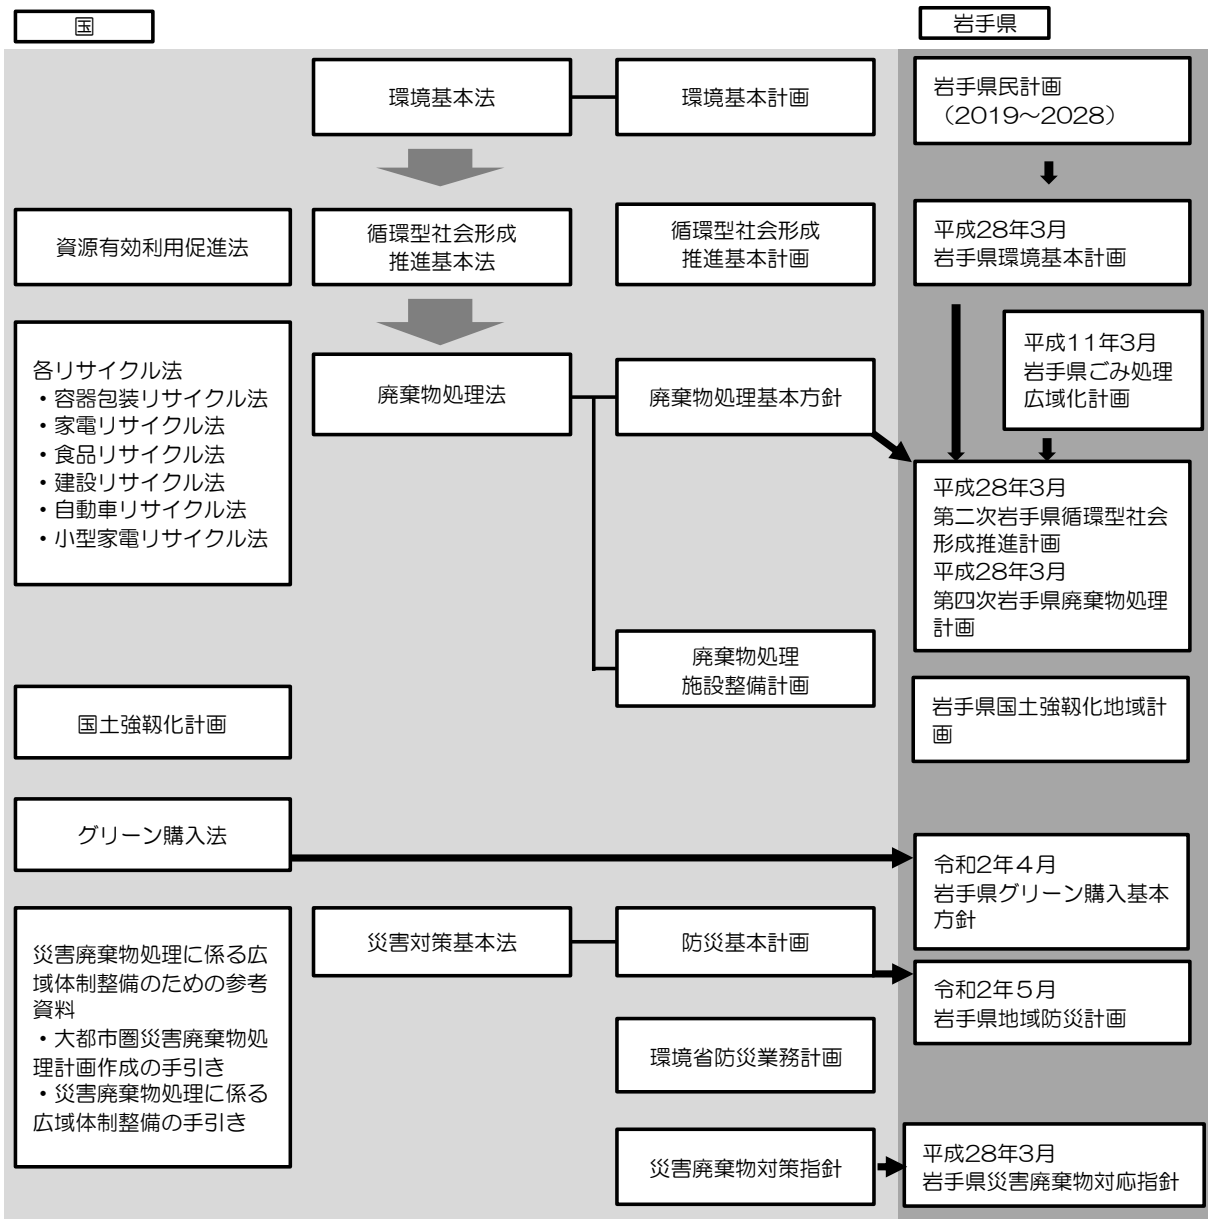 国
岩手県
環境基本法
環境基本計画
岩手県民計画
（2019～2028）
資源有効利用促進法
循環型社会形成
推進基本法
循環型社会形成
推進基本計画
平成28年3月
岩手県環境基本計画
各リサイクル法
・容器包装リサイクル法
・家電リサイクル法
・食品リサイクル法
・建設リサイクル法
・自動車リサイクル法
・小型家電リサイクル法
廃棄物処理法
廃棄物処理基本方針
平成11年3月
岩手県ごみ処理
広域化計画
平成28年3月
第二次岩手県循環型社会
形成推進計画
平成28年3月
第四次岩手県廃棄物処理
計画
廃棄物処理
施設整備計画
国土強靱化計画
岩手県国土強靱化地域計
画
グリーン購入法
令和2年４月
岩手県グリーン購入基本
方針
災害廃棄物処理に係る広
域体制整備のための参考
資料
・大都市圏災害廃棄物処
理計画作成の手引き
・災害廃棄物処理に係る
広域体制整備の手引き
災害対策基本法
防災基本計画
令和2年５月
岩手県地域防災計画
環境省防災業務計画
災害廃棄物対策指針
平成28年3月
岩手県災害廃棄物対応指針